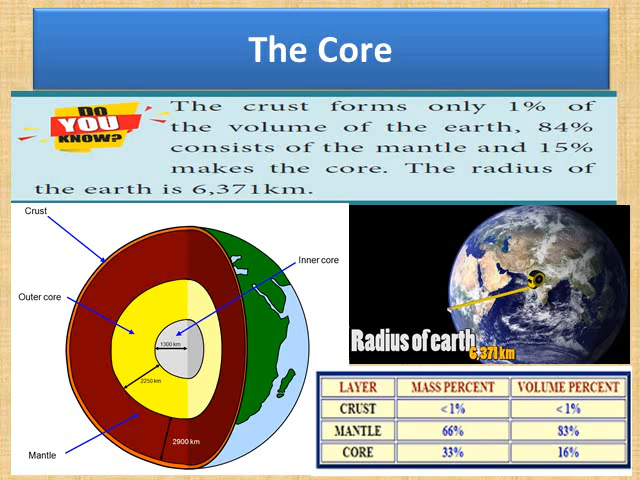 The Core
DO
YOU
KNOW?
The crust forms only 1% of
the volume of the earth, 84%
consists of the mantle and 15%
makes the core. The radius of
the earth is 6,371km.
Crust
Inner core
Outer core
1300 km
2250 km
2900 km
Mantle
Radius of earth
6,371 km
LAYER MASS PERCENT VOLUME PERCENT
CRUST < 1% < 1%
MANTLE 66% 83%
CORE 33% 16%